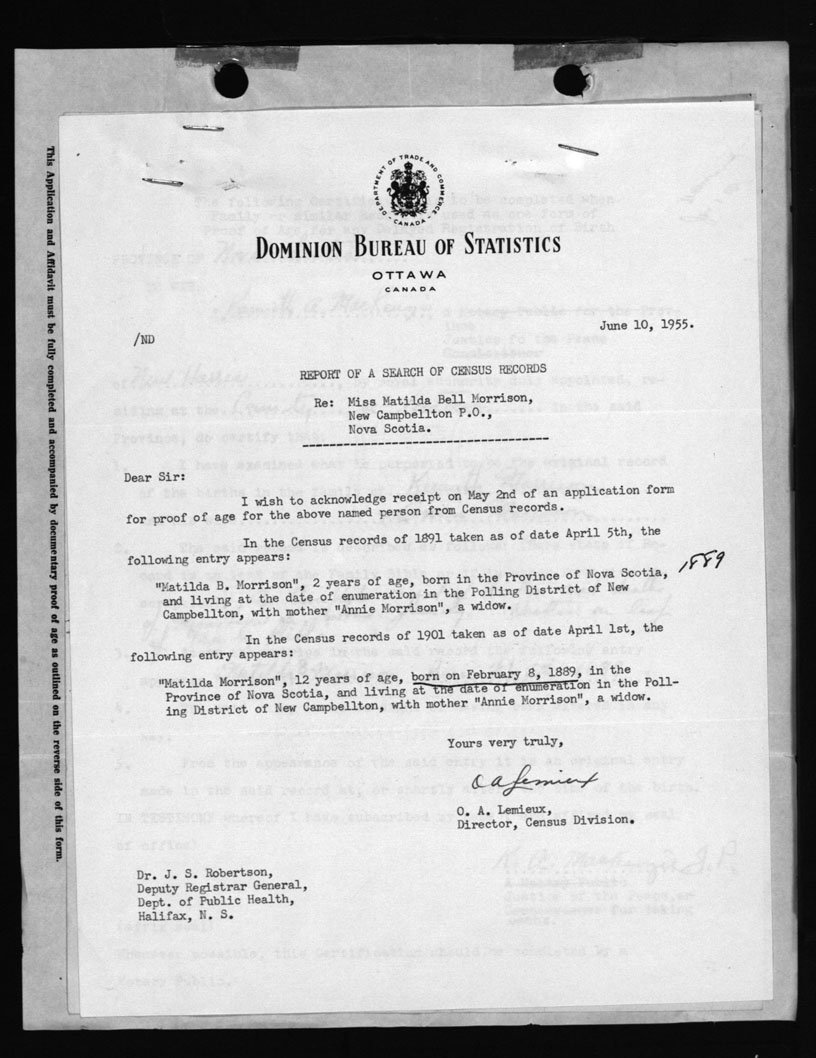 DEPARTMENT OF TRADE AND COMMERCE
CANADA
DOMINION BUREAU OF STATISTICS
OTTAWA
CANADA
June 10, 1955.
/ND
REPORT OF A SEARCH OF CENSUS RECORDS
Re: Miss Matilda Bell Morrison,
New Campbellton P.O.,
Nova Scotia.
Dear Sir:
I wish to acknowledge receipt on May 2nd of an application form
for proof of age for the above named person from Census records.
In the Census records of 1891 taken as of date April 5th, the
following entry appears:
"Matilda B. Morrison", 2 years of age, born in the Province of Nova Scotia,
and living at the date of enumeration in the Polling District of New
Campbellton, with mother "Annie Morrison", a widow.
1889
In the Census records of 1901 taken as of date April 1st, the
following entry appears:
"Matilda Morrison", 12 years of age, born on February 8, 1889, in the
Province of Nova Scotia, and living at the date of enumeration in the Poll-
ing District of New Campbellton, with mother "Annie Morrison", a widow.
Yours very truly,
O A Lemieux
O. A. Lemieux,
Director, Census Division.
Dr. J. S. Robertson,
Deputy Registrar General,
Dept. of Public Health,
Halifax, N. S.
This Application and Affidavit must be fully completed and accompanied by documentary proof of age as outlined on the reverse side of this form.